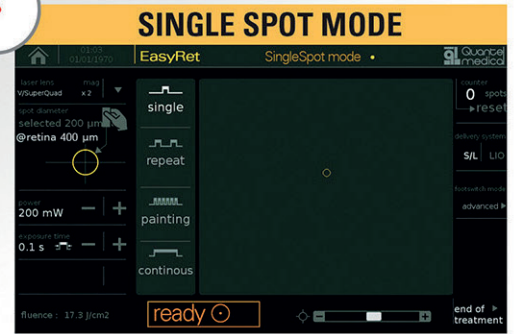 SINGLE SPOT MODE
01:03
01/01/1970
EasyRet
SingleSpot mode
Quantel
medical
laser lens
mag
V/SuperQuad
x 2
single
counter
0 spots
reset
spot diameter
selected 200 µm
@retina 400 µm
repeat
delivery system
S/L
LIO
footswitch mode
advanced
power
200 mW
painting
exposure time
0.1 s
continous
fluence : 17.3 J/cm2
ready
end of
treatment